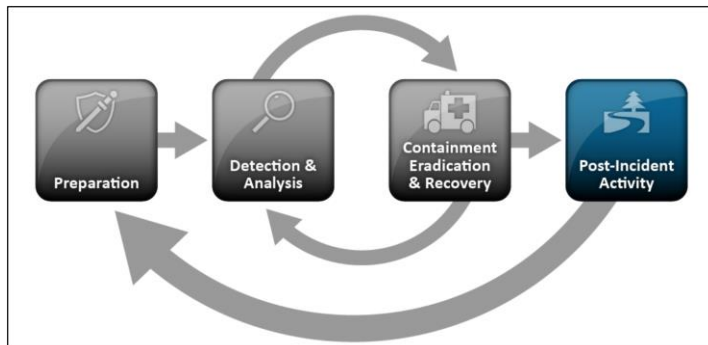 Preparation
Detection &
Analysis
Containment
Eradication
& Recovery
Post-Incident
Activity